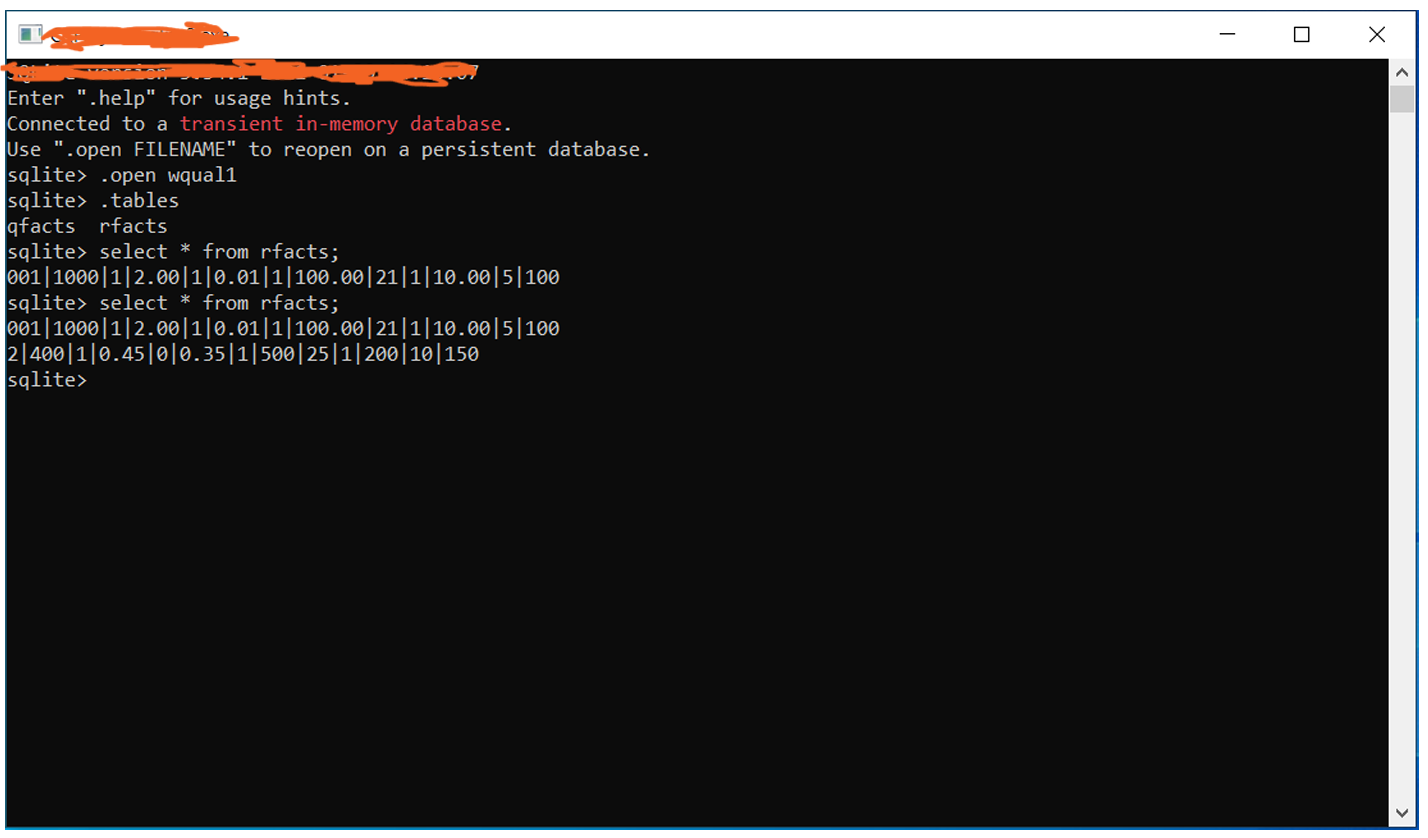 Enter ".help" for usage hints.
Connected to a transient in-memory database.
Use ".open FILENAME" to reopen on a persistent database.
sqlite> .open wqual1
sqlite> .tables
qfacts  rfacts
sqlite> select * from rfacts;
001|1000|1|2.00|1|0.01|1|100.00|21|1|10.00|5|100
sqlite> select * from rfacts;
001|1000|1|2.00|1|0.01|1|100.00|21|1|10.00|5|100
2|400|1|0.45|0|0.35|1|500|25|1|200|10|150
sqlite>